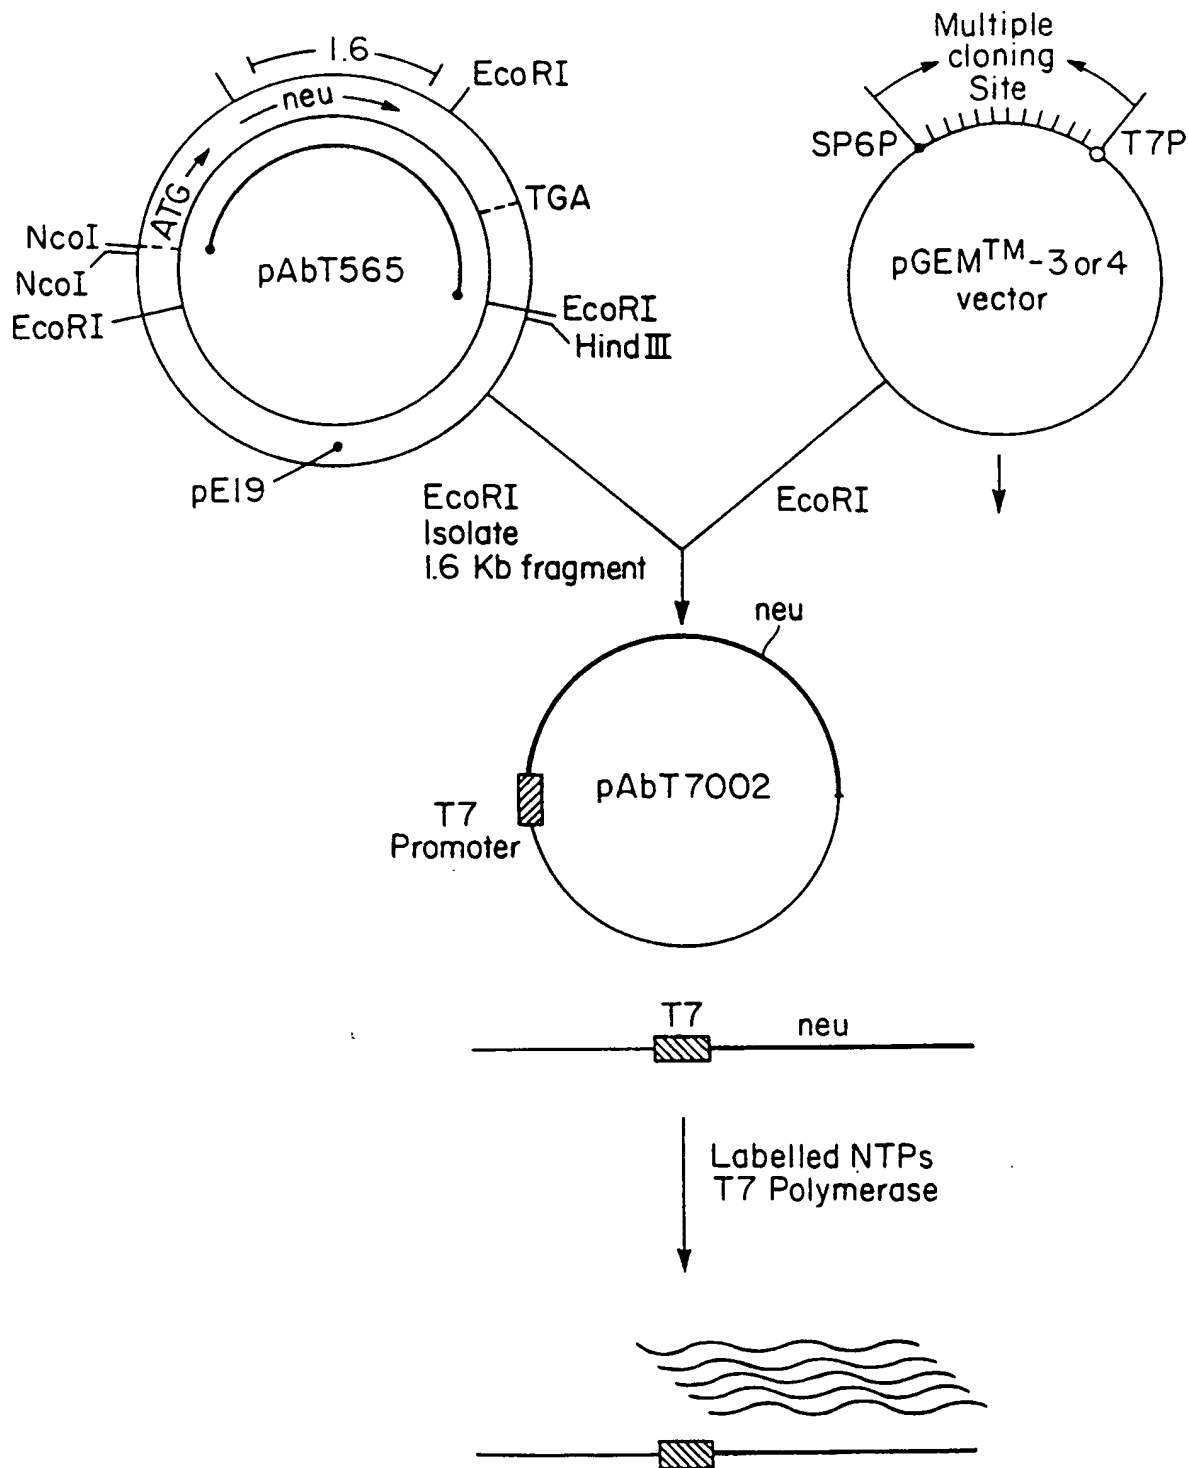 1.6
EcoRI
neu
ATG
TGA
NcoI
NcoI
EcoRI
pAbT565
EcoRI
Hind III
pE19
Multiple
cloning
Site
SP6P
T7P
pGEM™-3 or 4
vector
EcoRI
Isolate
1.6 Kb fragment
EcoRI
neu
pAbT7002
T7
Promoter
T7
neu
Labelled NTPs
T7 Polymerase